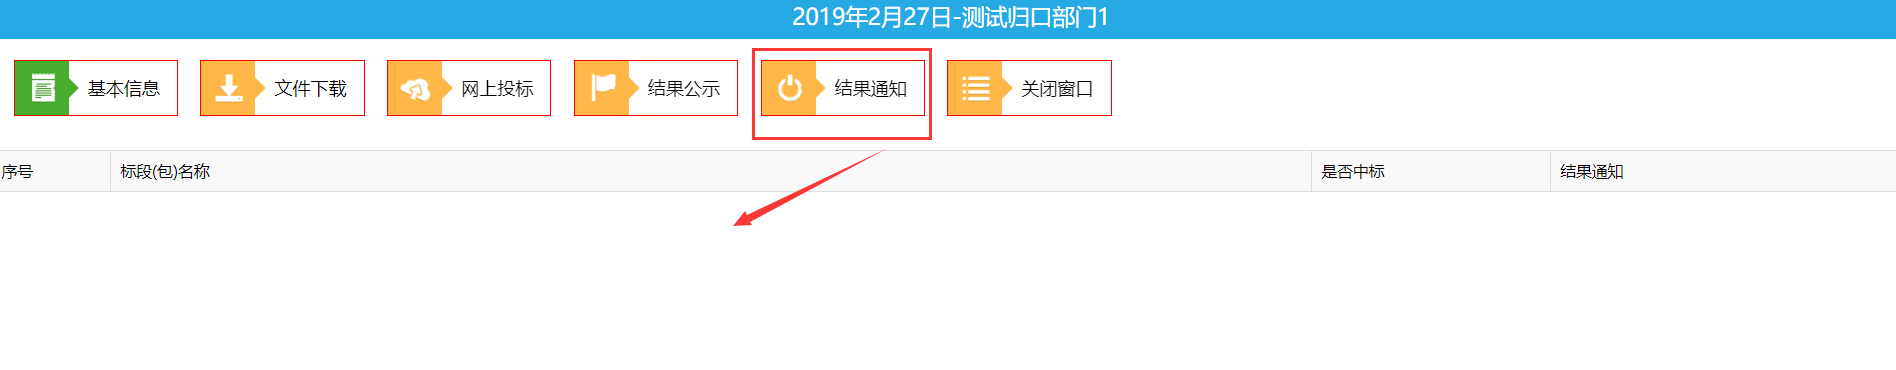 2019年2月27日-测试归口部门1
基本信息 文件下载 网上投标 结果公示 结果通知 关闭窗口
序号 标段(包)名称 是否中标 结果通知